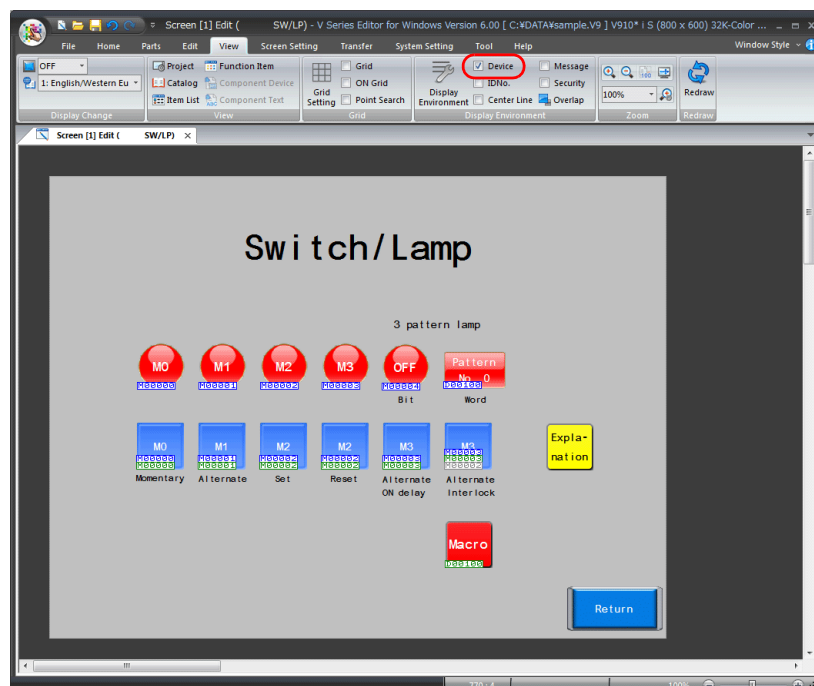 Screen [1] Edit ( SW/LP) - V Series Editor for Windows Version 6.00 [ C:¥DATA¥sample.V9 ] V910* i S (800 x 600) 32K-Color ...
File Home Parts Edit View Screen Setting Transfer System Setting Tool Help Window Style
OFF Project Function Item Grid Device Message
1: English/Western Eu Catalog Component Device ON Grid IDNo. Security
Item List Component Text Grid Setting Point Search Display Environment Center Line Overlap 100% Redraw
Display Change View Grid Display Environment Zoom Redraw
Screen [1] Edit ( SW/LP)
Switch/Lamp
3 pattern lamp
M0 M1 M2 M3 OFF Pattern
No. 0
M00000 M00001 M00002 M00003 M00004 D00100
Bit Word
M0 M1 M2 M2 M3 M3
M00000 M00001 M00002 M00002 M00003 M00003
M00000 M00001 M00002 M00002 M00003 M00003
M00002
Momentary Alternate Set Reset Alternate Alternate
ON delay Interlock
Expla-
nation
Macro
D00100
Return